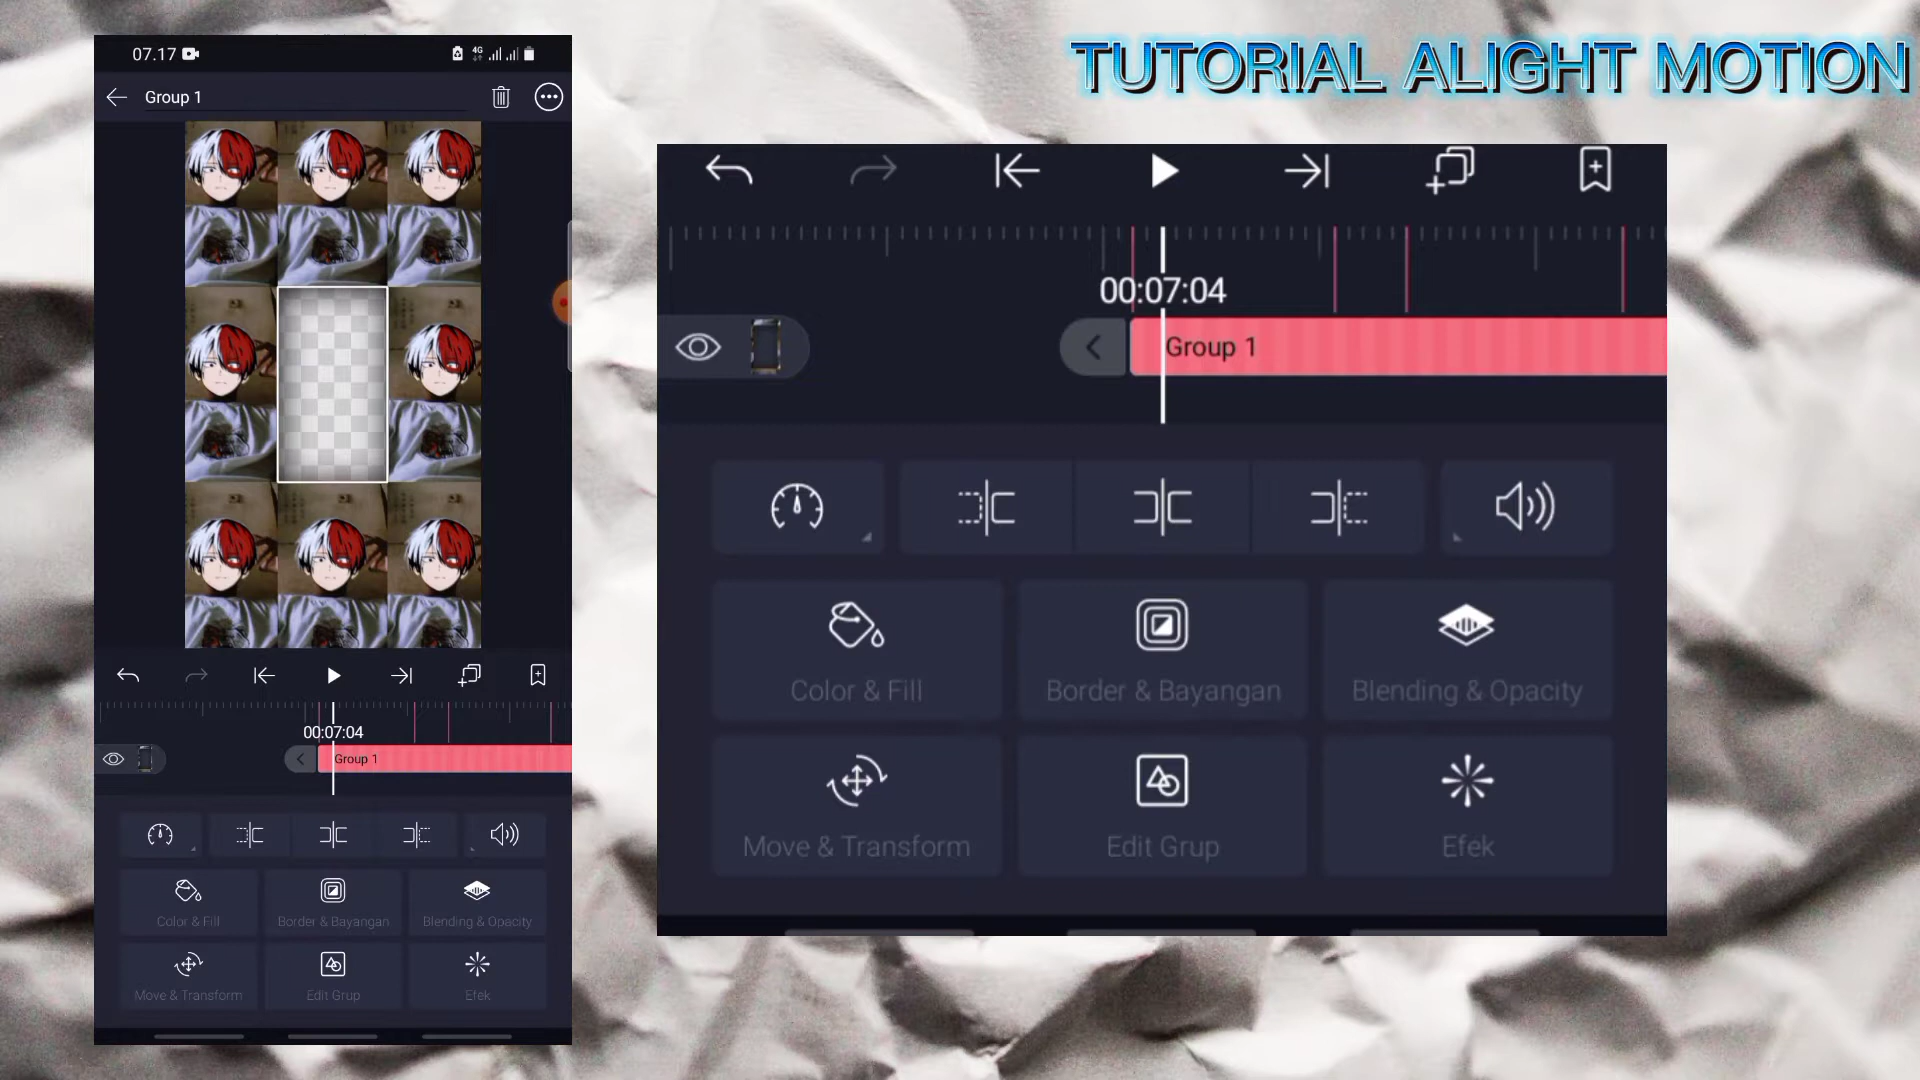 TUTORIAL ALIGHT MOTION
07.17
4G
Group 1
00:07:04
Group 1
Color & Fill
Border & Bayangan
Blending & Opacity
Move & Transform
Edit Grup
Efek
00:07:04
Group 1
Color & Fill
Border & Bayangan
Blending & Opacity
Move & Transform
Edit Grup
Efek